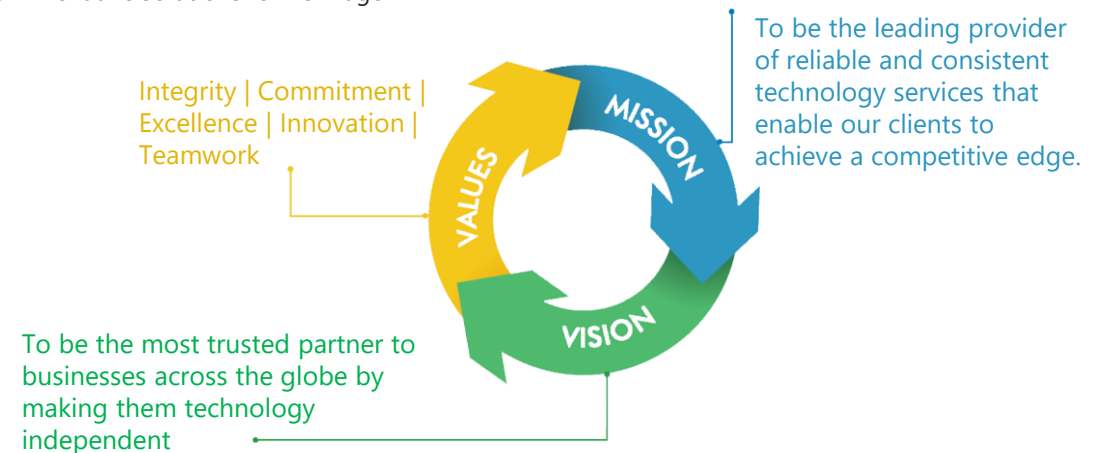 To be the leading provider
of reliable and consistent
technology services that
enable our clients to
achieve a competitive edge.
Integrity | Commitment |
Excellence | Innovation |
Teamwork
MISSION
VALUES
VISION
To be the most trusted partner to
businesses across the globe by
making them technology
independent